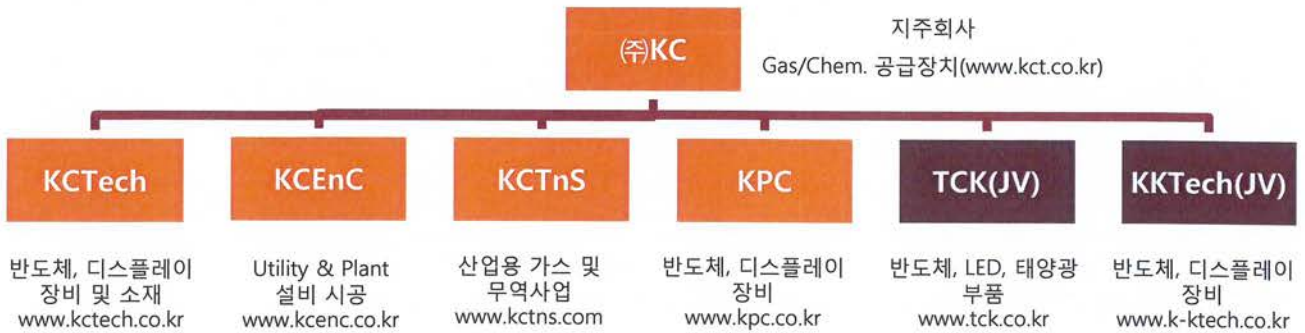 ㈜KC
지주회사
Gas/Chem. 공급장치(www.kct.co.kr)
KCTech
KCEnC
KCTnS
KPC
TCK(JV)
KKTech(JV)
반도체, 디스플레이
장비 및 소재
www.kctech.co.kr
Utility & Plant
설비 시공
www.kcenc.co.kr
산업용 가스 및
무역사업
www.kctns.com
반도체, 디스플레이
장비
www.kpc.co.kr
반도체, LED, 태양광
부품
www.tck.co.kr
반도체, 디스플레이
장비
www.k-ktech.co.kr